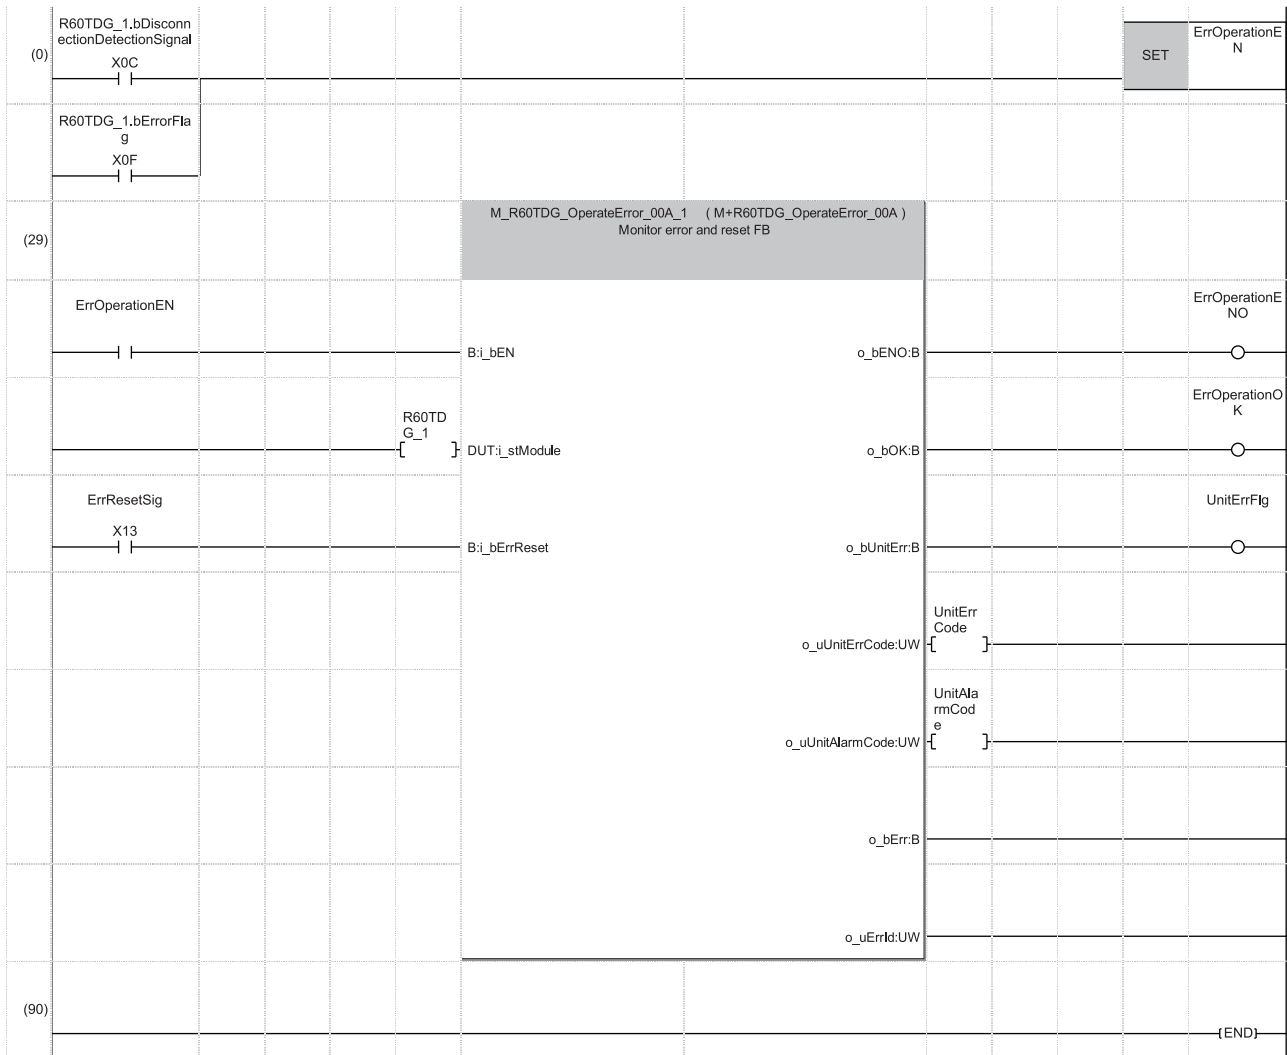 R60TDG_1.bDisconn
ectionDetectionSignal
(0)
X0C
SET
ErrOperationE
N
R60TDG_1.bErrorFla
g
X0F
(29)
M_R60TDG_OperateError_00A_1 ( M+R60TDG_OperateError_00A )
Monitor error and reset FB
ErrOperationEN
B:i_bEN
o_bENO:B
ErrOperationE
NO
R60TD
G_1
DUT:i_stModule
o_bOK:B
ErrOperationO
K
ErrResetSig
X13
B:i_bErrReset
o_bUnitErr:B
UnitErrFlg
o_uUnitErrCode:UW
UnitErr
Code
o_uUnitAlarmCode:UW
UnitAla
rmCod
e
o_bErr:B
o_uErrId:UW
(90)
{END}